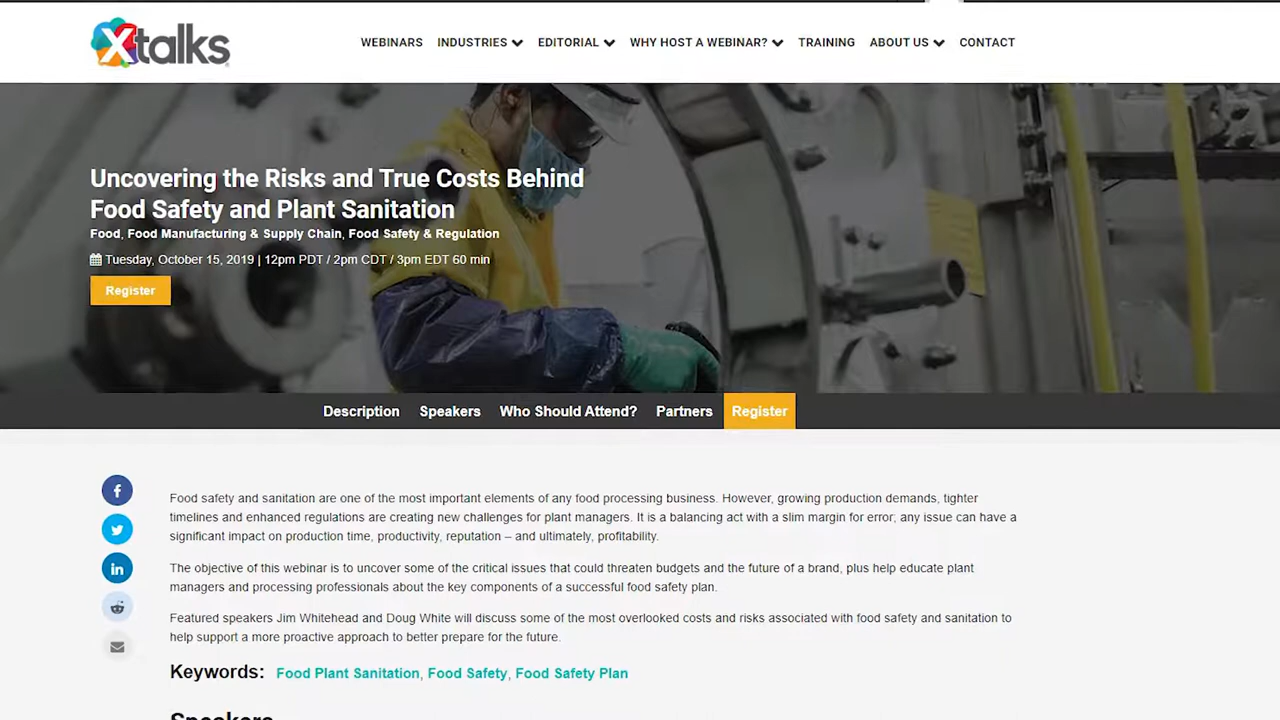 Xtalks
WEBINARS INDUSTRIES EDITORIAL WHY HOST A WEBINAR? TRAINING ABOUT US CONTACT
Uncovering the Risks and True Costs Behind
Food Safety and Plant Sanitation
Food, Food Manufacturing & Supply Chain, Food Safety & Regulation
Tuesday, October 15, 2019 | 12pm PDT / 2pm CDT / 3pm EDT 60 min
Register
Description Speakers Who Should Attend? Partners Register
Food safety and sanitation are one of the most important elements of any food processing business. However, growing production demands, tighter
timelines and enhanced regulations are creating new challenges for plant managers. It is a balancing act with a slim margin for error; any issue can have a
significant impact on production time, productivity, reputation – and ultimately, profitability.
The objective of this webinar is to uncover some of the critical issues that could threaten budgets and the future of a brand, plus help educate plant
managers and processing professionals about the key components of a successful food safety plan.
Featured speakers Jim Whitehead and Doug White will discuss some of the most overlooked costs and risks associated with food safety and sanitation to
help support a more proactive approach to better prepare for the future.
Keywords: Food Plant Sanitation, Food Safety, Food Safety Plan
Speakers